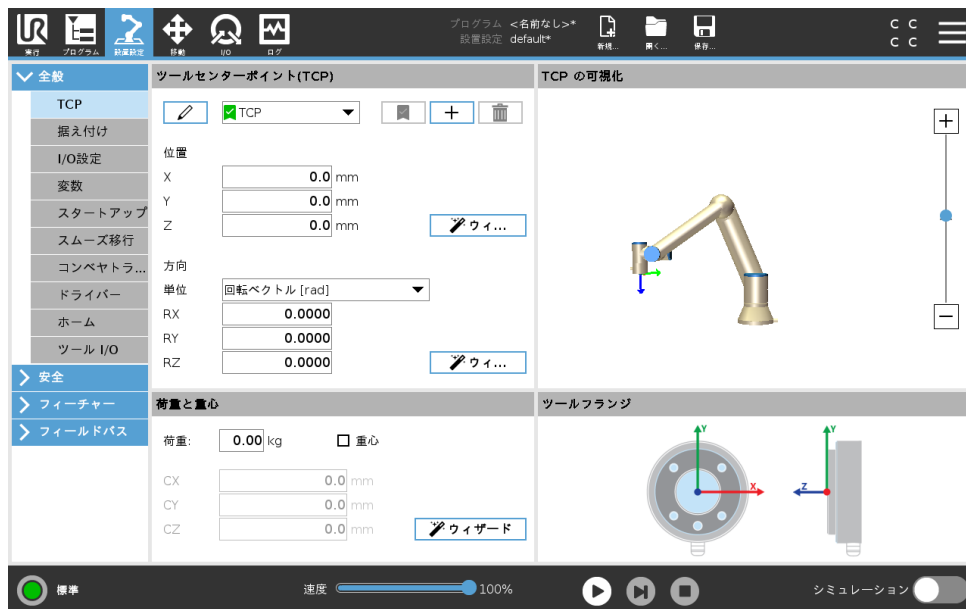 プログラム <名前なし>*
設置設定 default*
実行 プログラム 設置設定 移動 I/O ログ 新規... 開く... 保存...
C C
C C
全般
TCP
据え付け
I/O設定
変数
スタートアップ
スムーズ移行
コンベヤトラ...
ドライバー
ホーム
ツール I/O
安全
フィーチャー
フィールドバス
ツールセンターポイント(TCP)
TCP
位置
X 0.0 mm
Y 0.0 mm
Z 0.0 mm ウィ...
方向
単位 回転ベクトル [rad]
RX 0.0000
RY 0.0000
RZ 0.0000 ウィ...
荷重と重心
荷重: 0.00 kg 重心
CX 0.0 mm
CY 0.0 mm
CZ 0.0 mm ウィザード
TCP の可視化
ツールフランジ
Y Y
X Z
標準 速度 100% シミュレーション